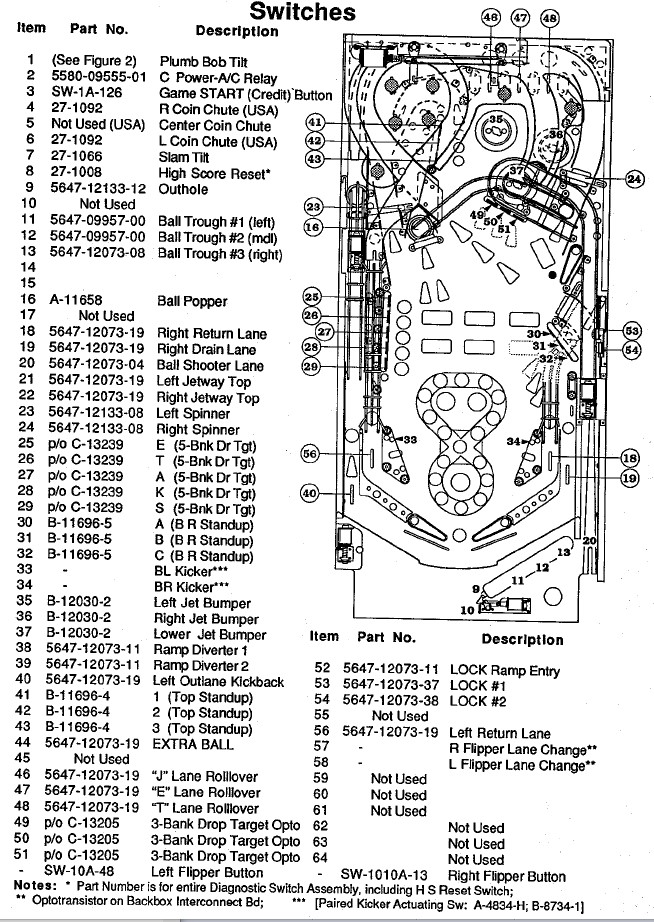 Switches
Item Part No. Description
1 (See Figure 2) Plumb Bob Tilt
2 5580-09555-01 C Power-A/C Relay
3 SW-1A-126 Game START (Credit) Button
4 27-1092 R Coin Chute (USA)
5 Not Used (USA) Center Coin Chute
6 27-1092 L Coin Chute (USA)
7 27-1066 Slam Tilt
8 27-1008 High Score Reset*
9 5647-12133-12 Outhole
10 Not Used
11 5647-09957-00 Ball Trough #1 (left)
12 5647-09957-00 Ball Trough #2 (mdl)
13 5647-12073-08 Ball Trough #3 (right)
14
15
16 A-11658 Ball Popper
17 Not Used
18 5647-12073-19 Right Return Lane
19 5647-12073-19 Right Drain Lane
20 5647-12073-04 Ball Shooter Lane
21 5647-12073-19 Left Jetway Top
22 5647-12073-19 Right Jetway Top
23 5647-12133-08 Left Spinner
24 5647-12133-08 Right Spinner
25 p/o C-13239 E (5-Bnk Dr Tgt)
26 p/o C-13239 T (5-Bnk Dr Tgt)
27 p/o C-13239 A (5-Bnk Dr Tgt)
28 p/o C-13239 K (5-Bnk Dr Tgt)
29 p/o C-13239 S (5-Bnk Dr Tgt)
30 B-11696-5 A (B R Standup)
31 B-11696-5 B (B R Standup)
32 B-11696-5 C (B R Standup)
33 - BL Kicker***
34 - BR Kicker***
35 B-12030-2 Left Jet Bumper
36 B-12030-2 Right Jet Bumper
37 B-12030-2 Lower Jet Bumper
38 5647-12073-11 Ramp Diverter 1
39 5647-12073-11 Ramp Diverter 2
40 5647-12073-19 Left Outlane Kickback
41 B-11696-4 1 (Top Standup)
42 B-11696-4 2 (Top Standup)
43 B-11696-4 3 (Top Standup)
44 5647-12073-19 EXTRA BALL
45 Not Used
46 5647-12073-19 "J" Lane Rolllover
47 5647-12073-19 "E" Lane Rolllover
48 5647-12073-19 "T" Lane Rolllover
49 p/o C-13205 3-Bank Drop Target Opto
50 p/o C-13205 3-Bank Drop Target Opto
51 p/o C-13205 3-Bank Drop Target Opto
- SW-10A-48 Left Flipper Button
46 47 48
41
42
43
35
36
37
24
23
16
49 50 51
25
26
27
28
29
30
31
32
53
54
33
34
56
40
18
19
20
13
12
11
9
10
Item Part No. Description
52 5647-12073-11 LOCK Ramp Entry
53 5647-12073-37 LOCK #1
54 5647-12073-38 LOCK #2
55 Not Used
56 5647-12073-19 Left Return Lane
57 - R Flipper Lane Change**
58 - L Flipper Lane Change**
59 Not Used
60 Not Used
61 Not Used
62 Not Used
63 Not Used
64 Not Used
- SW-1010A-13 Right Flipper Button
Notes: * Part Number is for entire Diagnostic Switch Assembly, including H S Reset Switch;
** Optotransistor on Backbox Interconnect Bd; *** [Paired Kicker Actuating Sw: A-4834-H; B-8734-1]